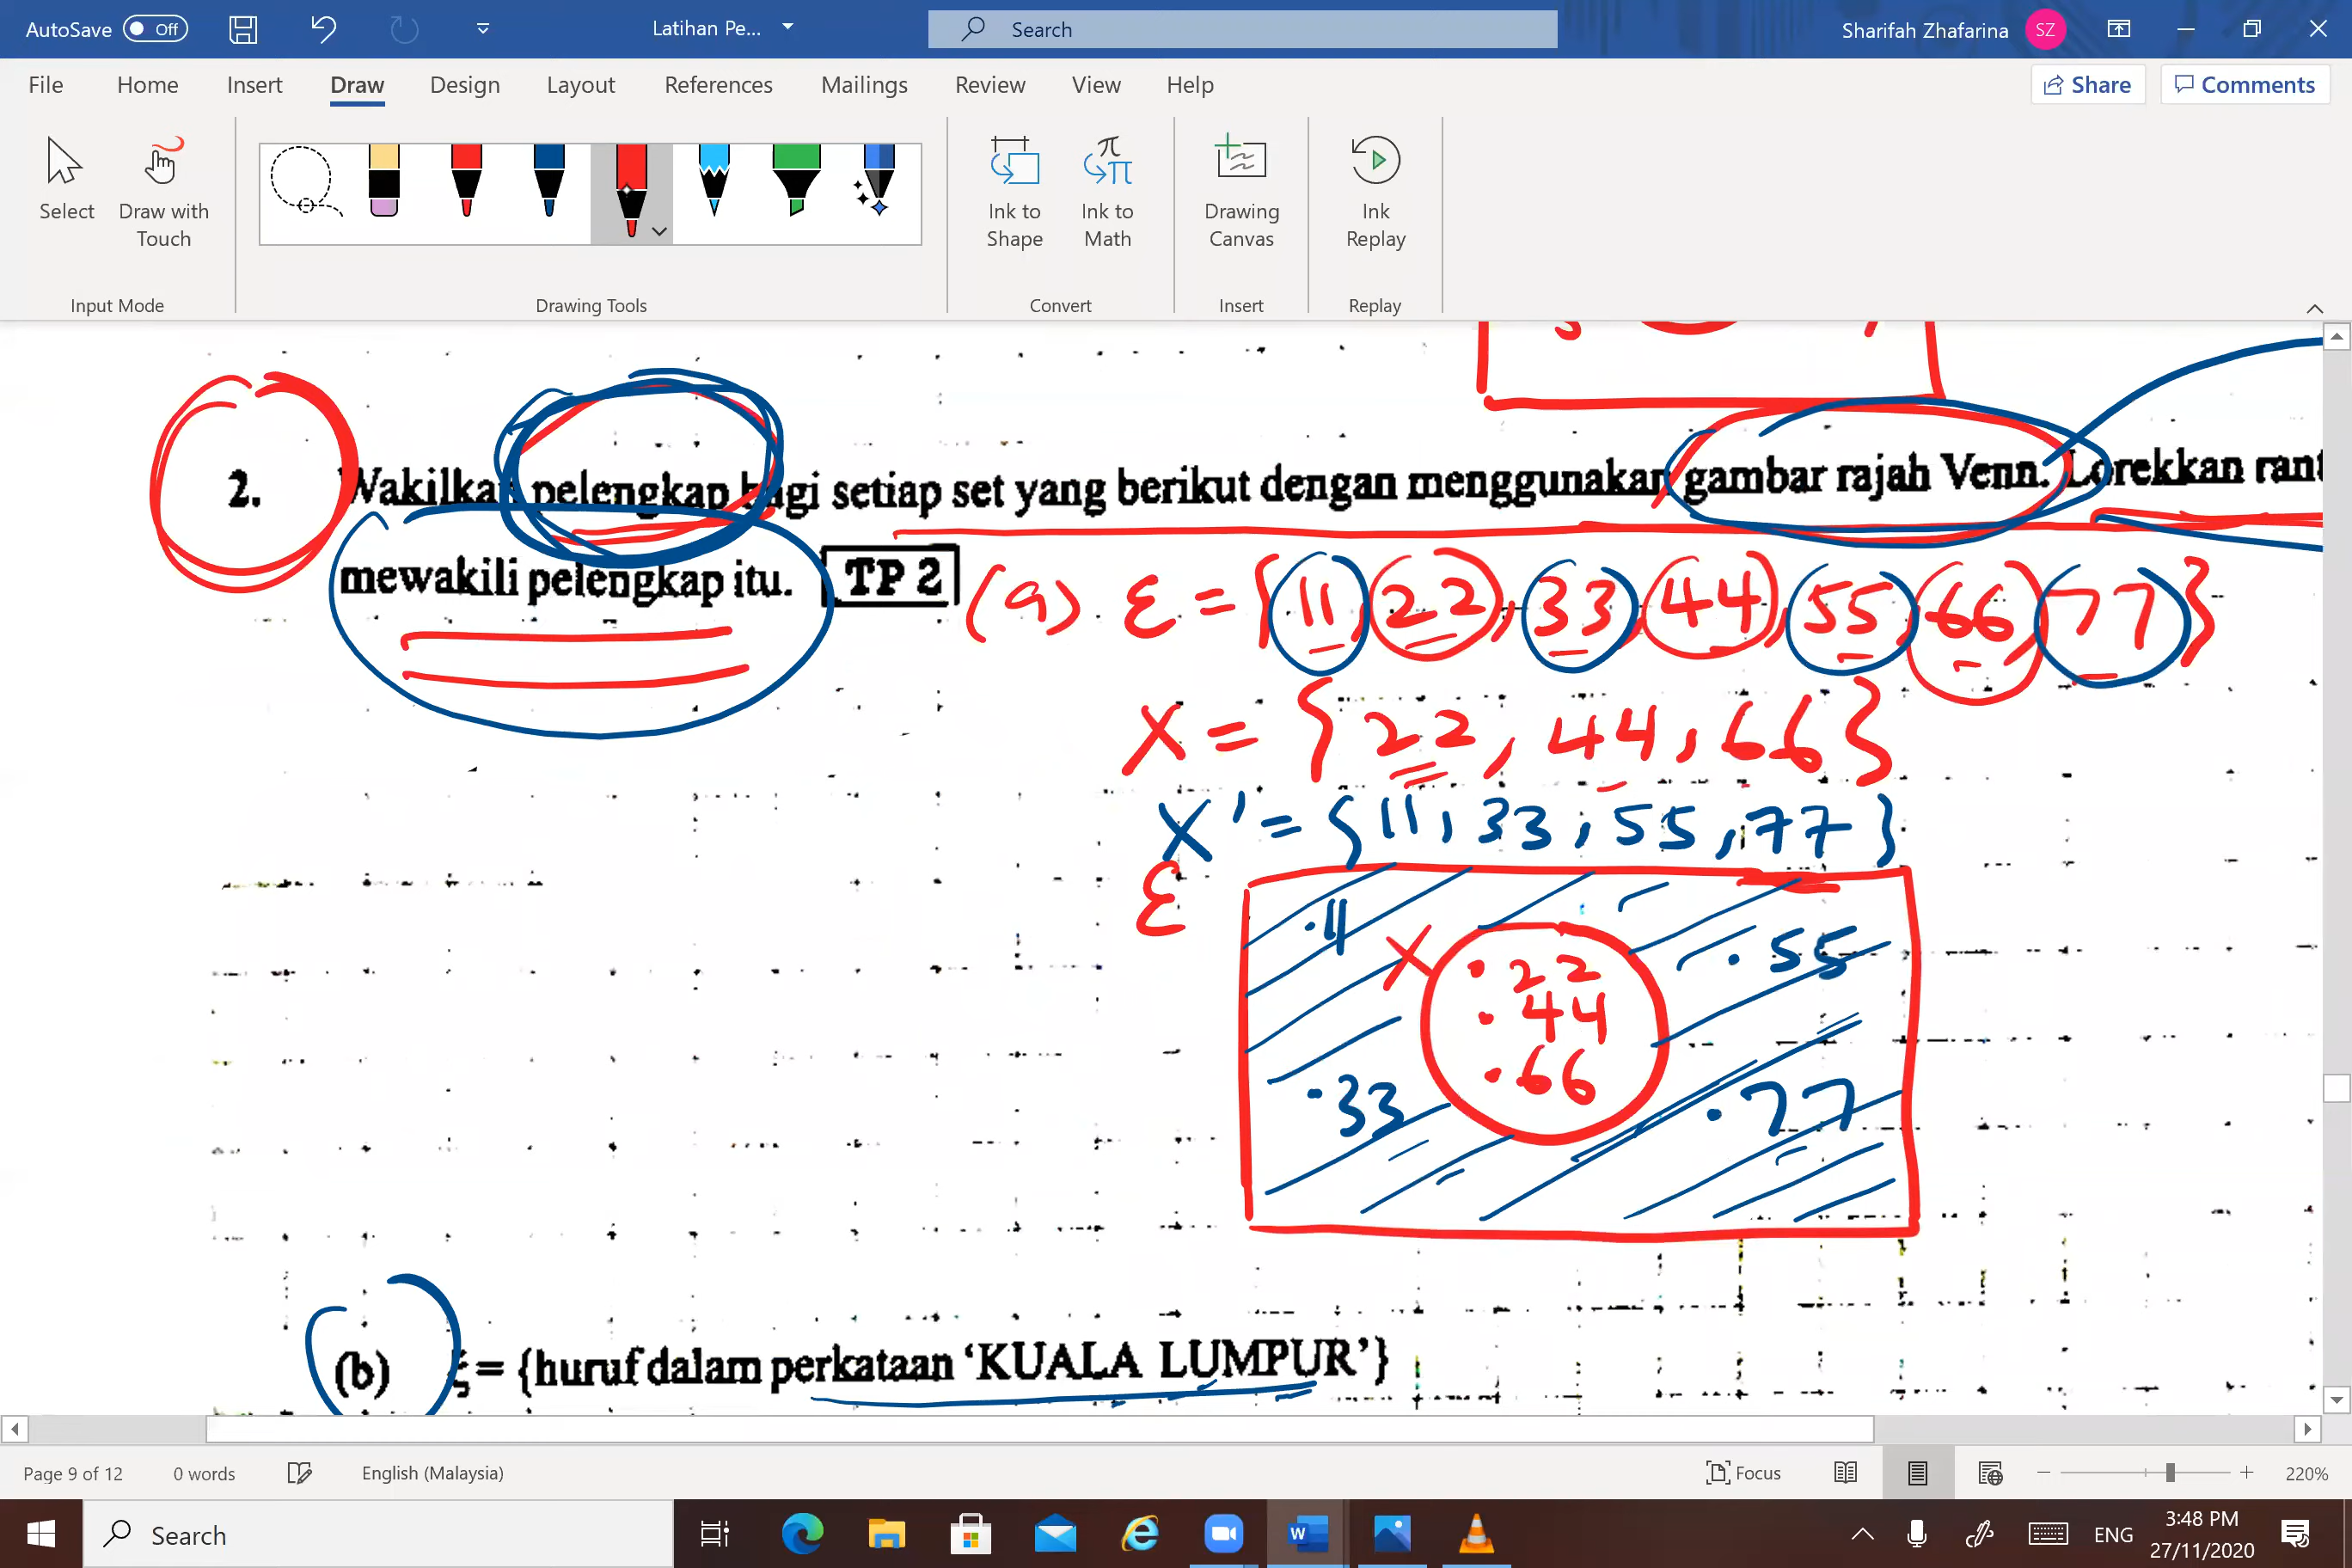 AutoSave Off Latihan Pe... Search Sharifah Zhafarina SZ
File Home Insert Draw Design Layout References Mailings Review View Help Share Comments
Select Draw with Touch Ink to Shape Ink to Math Drawing Canvas Ink Replay
Input Mode Drawing Tools Convert Insert Replay
2. Wakilkan pelengkap bagi setiap set yang berikut dengan menggunakan gambar rajah Venn. Lorekkan rant
mewakili pelengkap itu. TP 2 (a). ε = {11, 22, 33, 44, 55, 66, 77}
X = {22, 44, 66}
X' = {11, 33, 55, 77}
ε
.11
X
.22
.55
.44
.66
.33
.77
(b) ξ = {huruf dalam perkataan ‘KUALA LUMPUR’}
Page 9 of 12 0 words English (Malaysia) Focus 220%
Search ENG 3:48 PM
27/11/2020